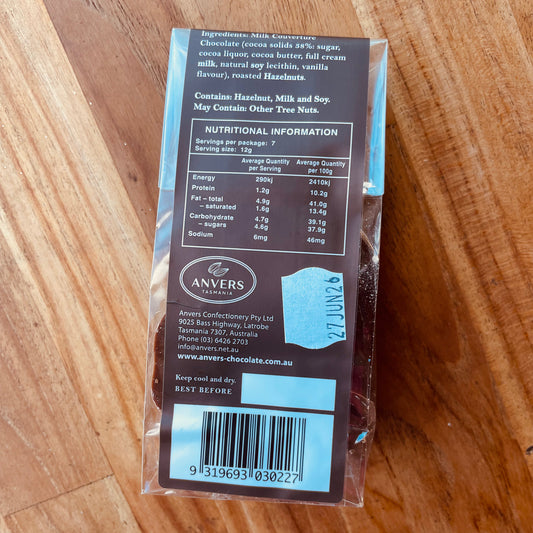 Ingredients: Milk Couverture
Chocolate (cocoa solids 38%: sugar,
cocoa liquor, cocoa butter, full cream
milk, natural soy lecithin, vanilla
flavour), roasted Hazelnuts.
Contains: Hazelnut, Milk and Soy.
May Contain: Other Tree Nuts.
NUTRITIONAL INFORMATION
Servings per package: 7
Serving size: 12g
Average Quantity per Serving Average Quantity per 100g
Energy 290kj 2410kj
Protein 1.2g 10.2g
Fat – total 4.9g 41.0g
– saturated 1.6g 13.4g
Carbohydrate 4.7g 39.1g
– sugars 4.6g 37.9g
Sodium 6mg 46mg
ANVERS
TASMANIA
27JUN26
Anvers Confectionery Pty Ltd
9025 Bass Highway, Latrobe
Tasmania 7307, Australia
Phone (03) 6426 2703
info@anvers.net.au
www.anvers-chocolate.com.au
Keep cool and dry.
BEST BEFORE
9 319693 030227